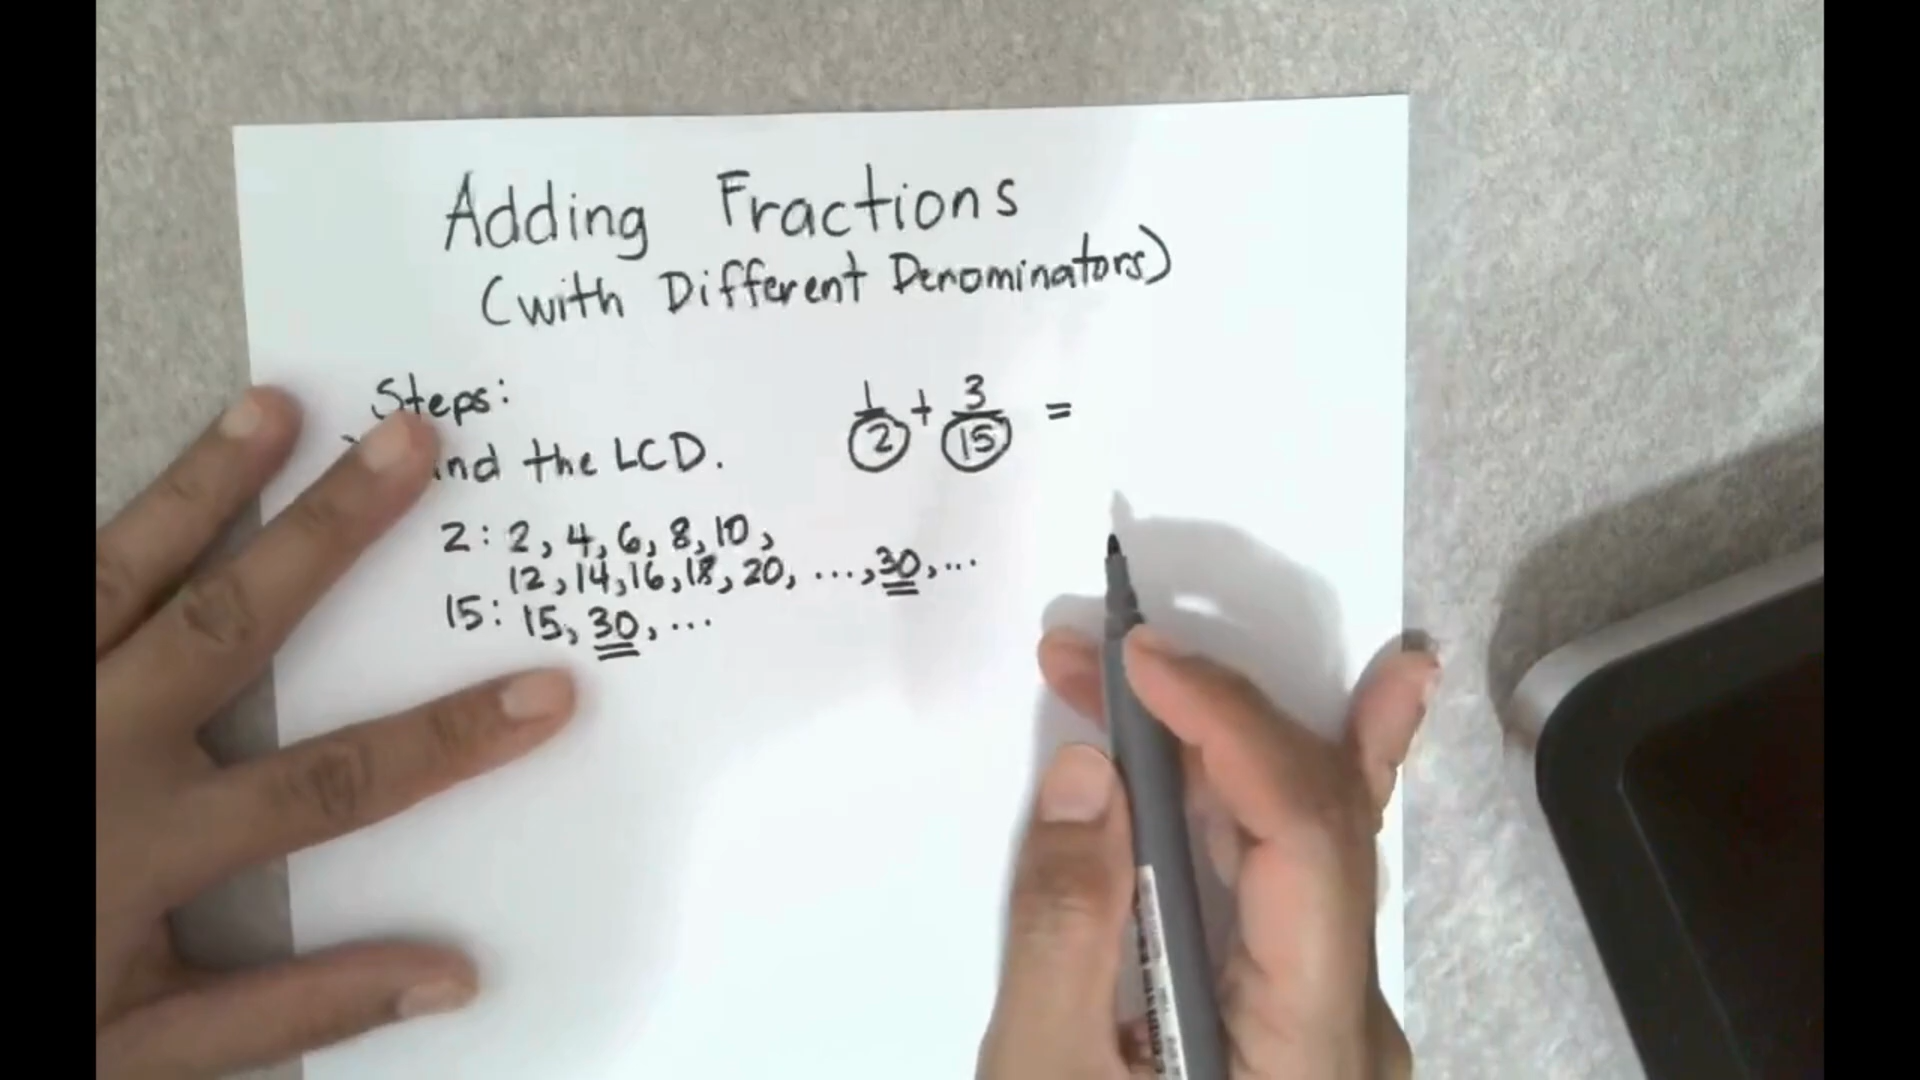 Adding Fractions
(with Different Denominators)
Steps:
the LCD.
1/2 + 3/15 =
2: 2, 4, 6, 8, 10,
12, 14, 16, 18, 20, ..., 30, ...
15: 15, 30, ...